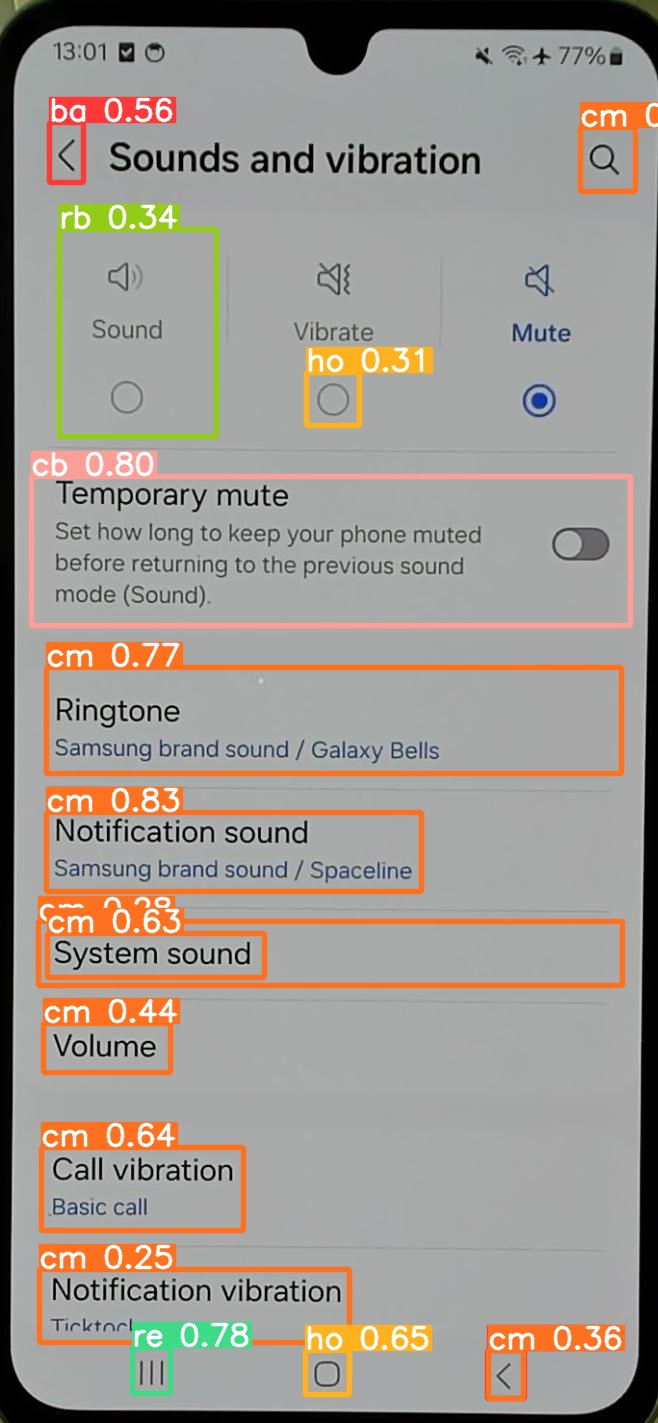 13:01 77%
ba 0.56
cm 0
Sounds and vibration
rb 0.34
Sound Vibrate Mute
ho 0.31
cb 0.80
Temporary mute
Set how long to keep your phone muted
before returning to the previous sound
mode (Sound).
cm 0.77
Ringtone
Samsung brand sound / Galaxy Bells
cm 0.83
Notification sound
Samsung brand sound / Spaceline
cm 0.63
System sound
cm 0.44
Volume
cm 0.64
Call vibration
Basic call
cm 0.25
Notification vibration
re 0.78 ho 0.65 cm 0.36